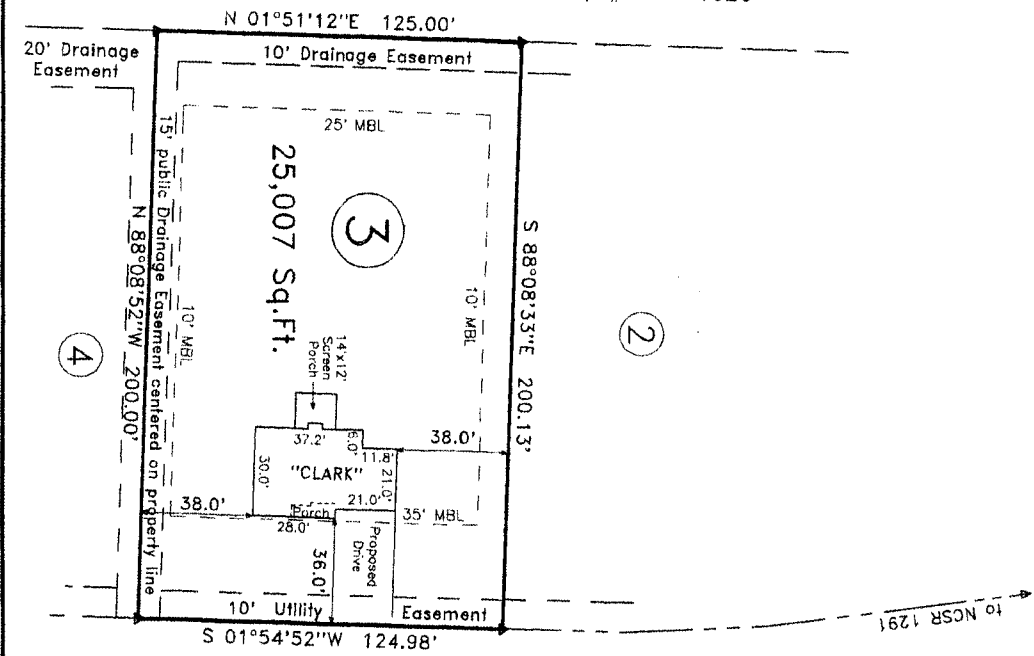 N 01°51'12"E 125.00'
20' Drainage
Easement
10' Drainage Easement
25' MBL
15' public Drainage Easement centered on property line
N 88°08'52"W 200.00'
10' MBL
25,007 Sq.Ft.
3
10' MBL
S 88°08'33"E 200.13'
2
4
14'x12'
Screen
Porch
37.2'
6.0'
11.8'
38.0'
30.0'
"CLARK"
21.0'
21.0'
38.0'
Porch
28.0'
35' MBL
36.0'
Proposed
Drive
10' Utility Easement
S 01°54'52"W 124.98'
to NCSR 1291